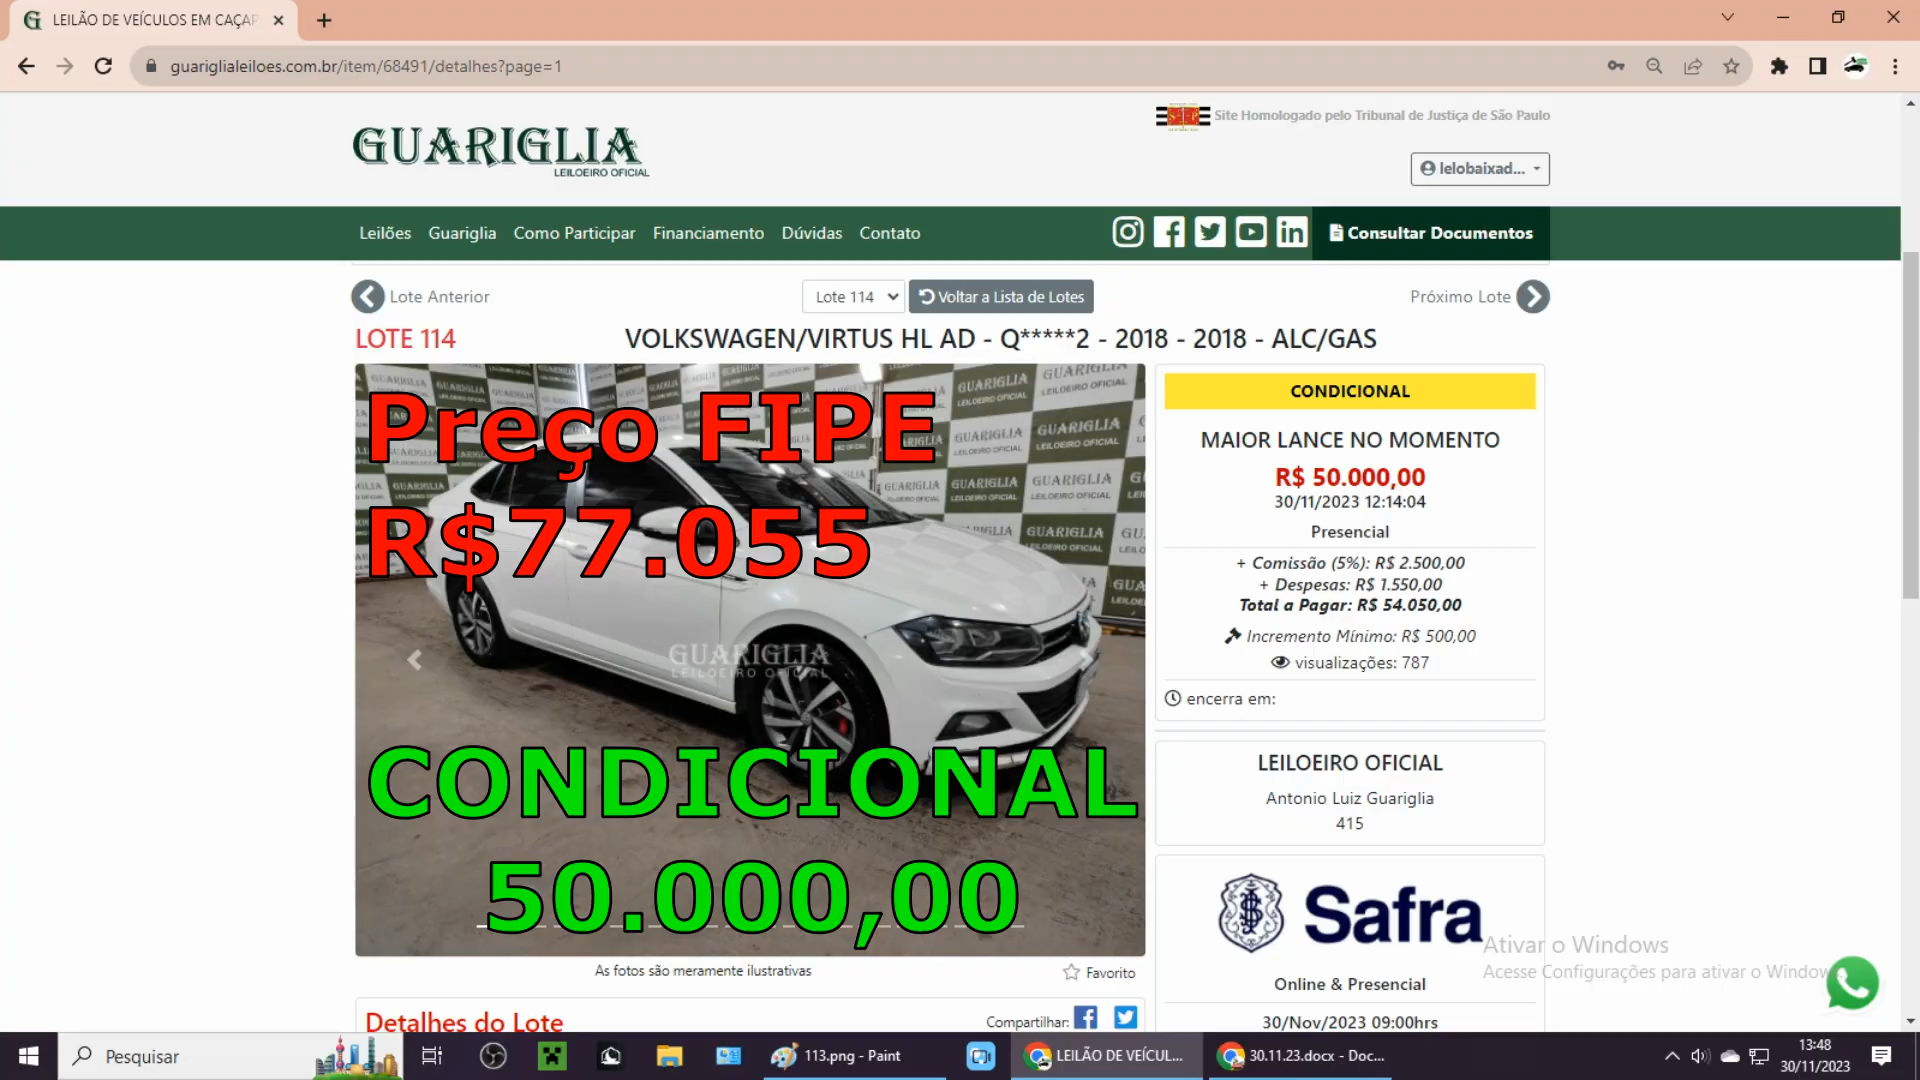 LEILÃO DE VEÍCULOS EM CAÇAP
guariglialeiloes.com.br/item/68491/detalhes?page=1
Site Homologado pelo Tribunal de Justiça de São Paulo
GUARIGLIA
LEILOEIRO OFICIAL
lelobaixad...
Leilões Guariglia Como Participar Financiamento Dúvidas Contato
Consultar Documentos
Lote Anterior
Lote 114
Voltar a Lista de Lotes
Próximo Lote
LOTE 114
VOLKSWAGEN/VIRTUS HL AD - Q*****2 - 2018 - 2018 - ALC/GAS
Preço FIPE
R$77.055
GUARIGLIA
LEILOEIRO OFICIAL
CONDICIONAL
50.000,00
CONDICIONAL
MAIOR LANCE NO MOMENTO
R$ 50.000,00
30/11/2023 12:14:04
Presencial
+ Comissão (5%): R$ 2.500,00
+ Despesas: R$ 1.550,00
Total a Pagar: R$ 54.050,00
Incremento Mínimo: R$ 500,00
visualizações: 787
encerra em:
LEILOEIRO OFICIAL
Antonio Luiz Guariglia
415
Safra
Online & Presencial
30/Nov/2023 09:00hrs
As fotos são meramente ilustrativas
Favorito
Detalhes do Lote
Compartilhar:
Ativar o Windows
Acesse Configurações para ativar o Window
Pesquisar
113.png - Paint
LEILÃO DE VEÍCUL...
30.11.23.docx - Doc...
13:48
30/11/2023